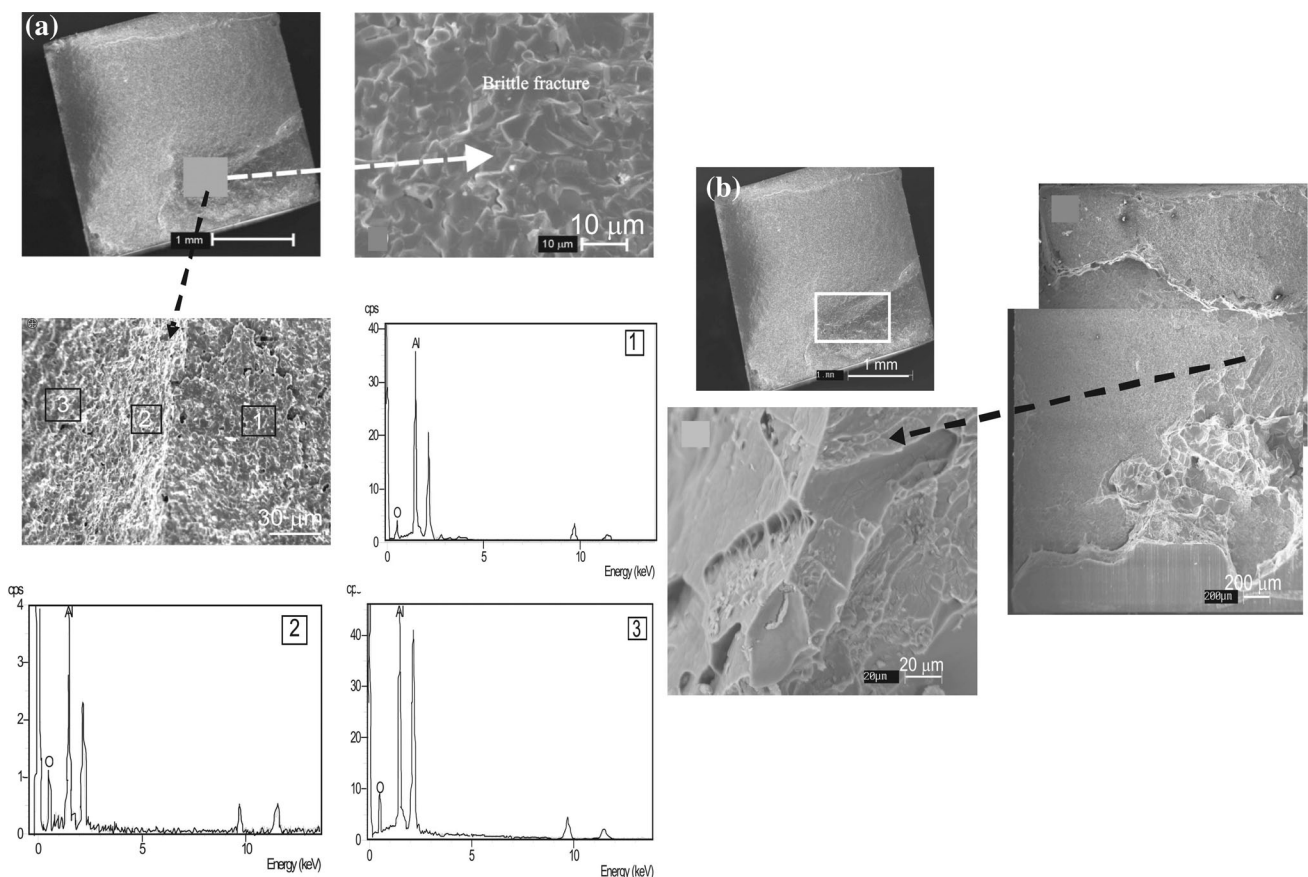 (a)
1 mm
Brittle fracture
10 μm
10 μm
3
2
1
30 μm
cps
40
30
20
10
0
Al
O
1
0
5
10
Energy (keV)
cps
4
3
2
1
0
Al
O
2
0
5
10
Energy (keV)
40
30
20
10
0
Al
O
3
0
5
10
Energy (keV)
(b)
1 mm
1 mm
20 μm
20μm
200 μm
200μm